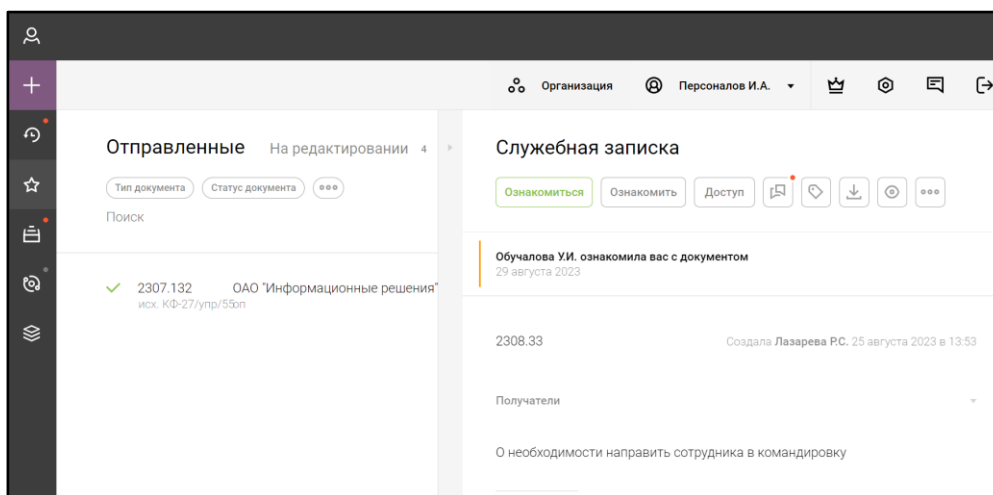 Организация Персоналов И.А.
Отправленные На редактировании 4
Тип документа Статус документа
Поиск
2307.132 ОАО "Информационные решения"
исх. КФ-27/упр/55оп
Служебная записка
Ознакомиться Ознакомить Доступ
Обучалова У.И. ознакомила вас с документом
29 августа 2023
2308.33 Создала Лазарева Р.С. 25 августа 2023 в 13:53
Получатели
О необходимости направить сотрудника в командировку